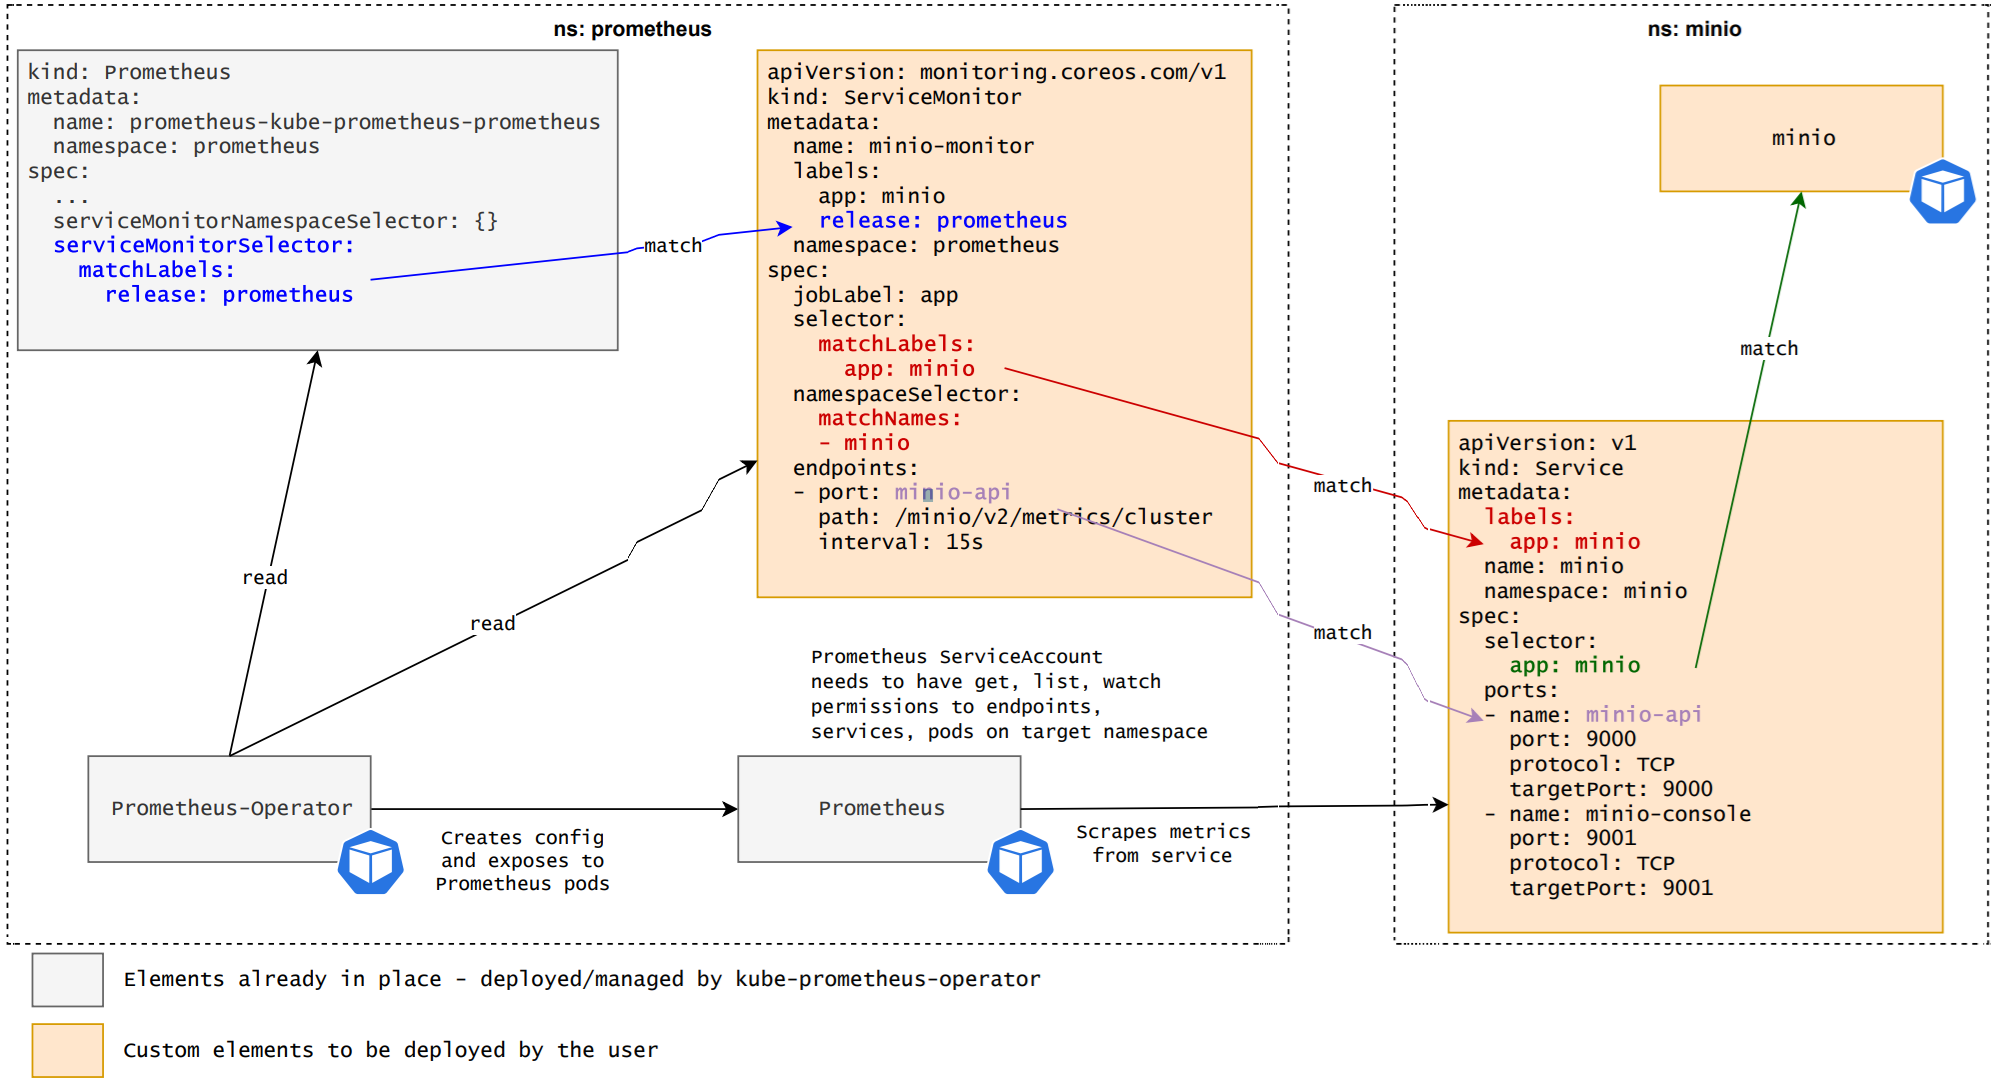 ns: prometheus
kind: Prometheus
metadata:
  name: prometheus-kube-prometheus-prometheus
  namespace: prometheus
spec:
  ...
  serviceMonitorNamespaceSelector: {}
  serviceMonitorSelector:
    matchLabels:
      release: prometheus
match
apiVersion: monitoring.coreos.com/v1
kind: ServiceMonitor
metadata:
  name: minio-monitor
  labels:
    app: minio
    release: prometheus
  namespace: prometheus
spec:
  jobLabel: app
  selector:
    matchLabels:
      app: minio
  namespaceSelector:
    matchNames:
    - minio
  endpoints:
  - port: minio-api
    path: /minio/v2/metrics/cluster
    interval: 15s
read
read
Prometheus ServiceAccount
needs to have get, list, watch
permissions to endpoints,
services, pods on target namespace
Prometheus-Operator
Creates config
and exposes to
Prometheus pods
Prometheus
Scrapes metrics
from service
match
match
ns: minio
minio
match
apiVersion: v1
kind: Service
metadata:
  labels:
    app: minio
  name: minio
  namespace: minio
spec:
  selector:
    app: minio
  ports:
  - name: minio-api
    port: 9000
    protocol: TCP
    targetPort: 9000
  - name: minio-console
    port: 9001
    protocol: TCP
    targetPort: 9001
Elements already in place - deployed/managed by kube-prometheus-operator
Custom elements to be deployed by the user